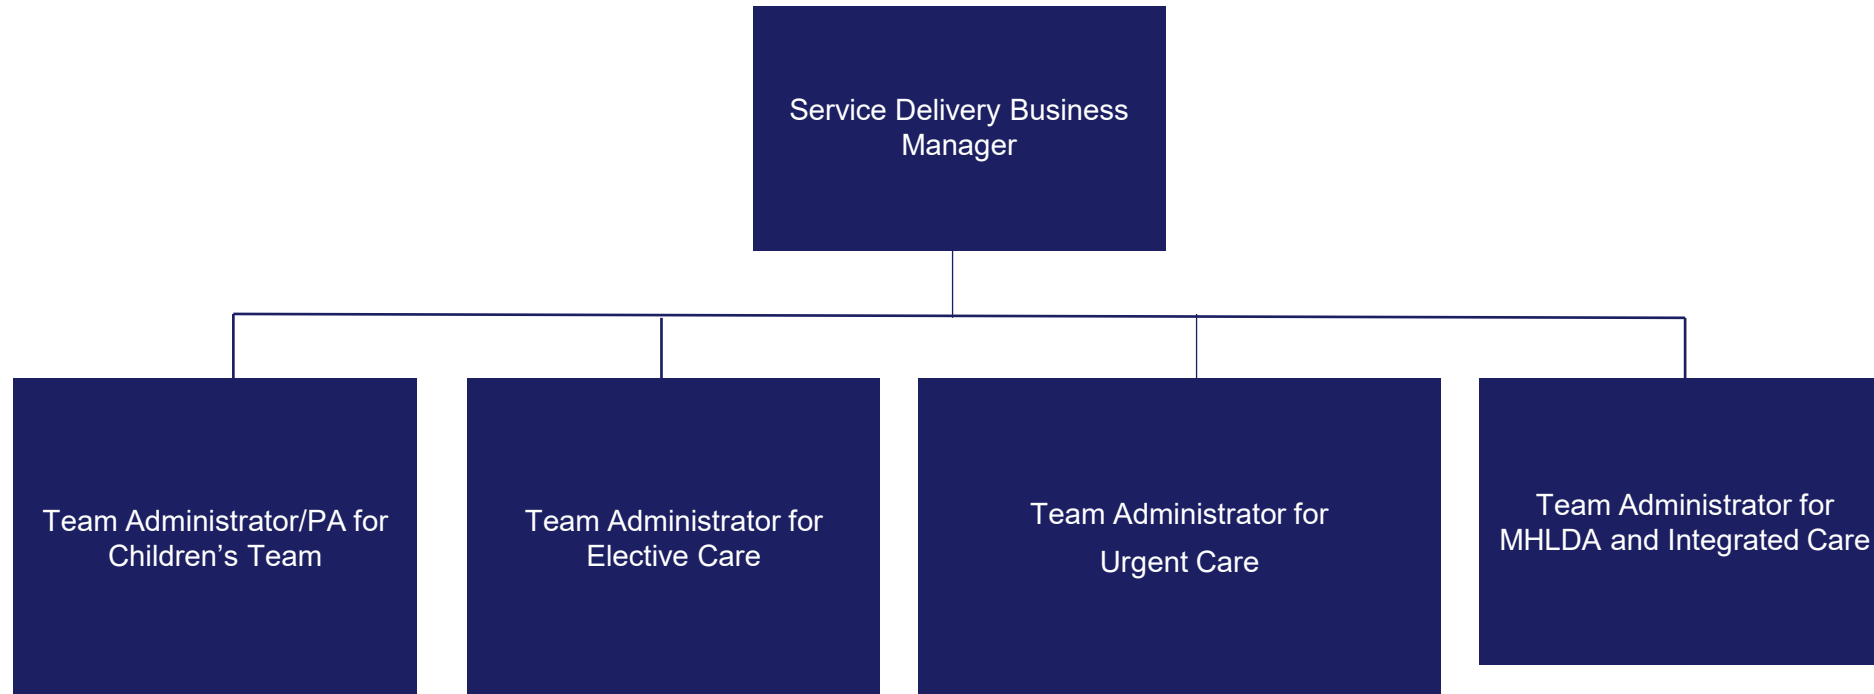 Service Delivery Business
Manager
Team Administrator/PA for
Children’s Team
Team Administrator for
Elective Care
Team Administrator for
Urgent Care
Team Administrator for
MHLDA and Integrated Care